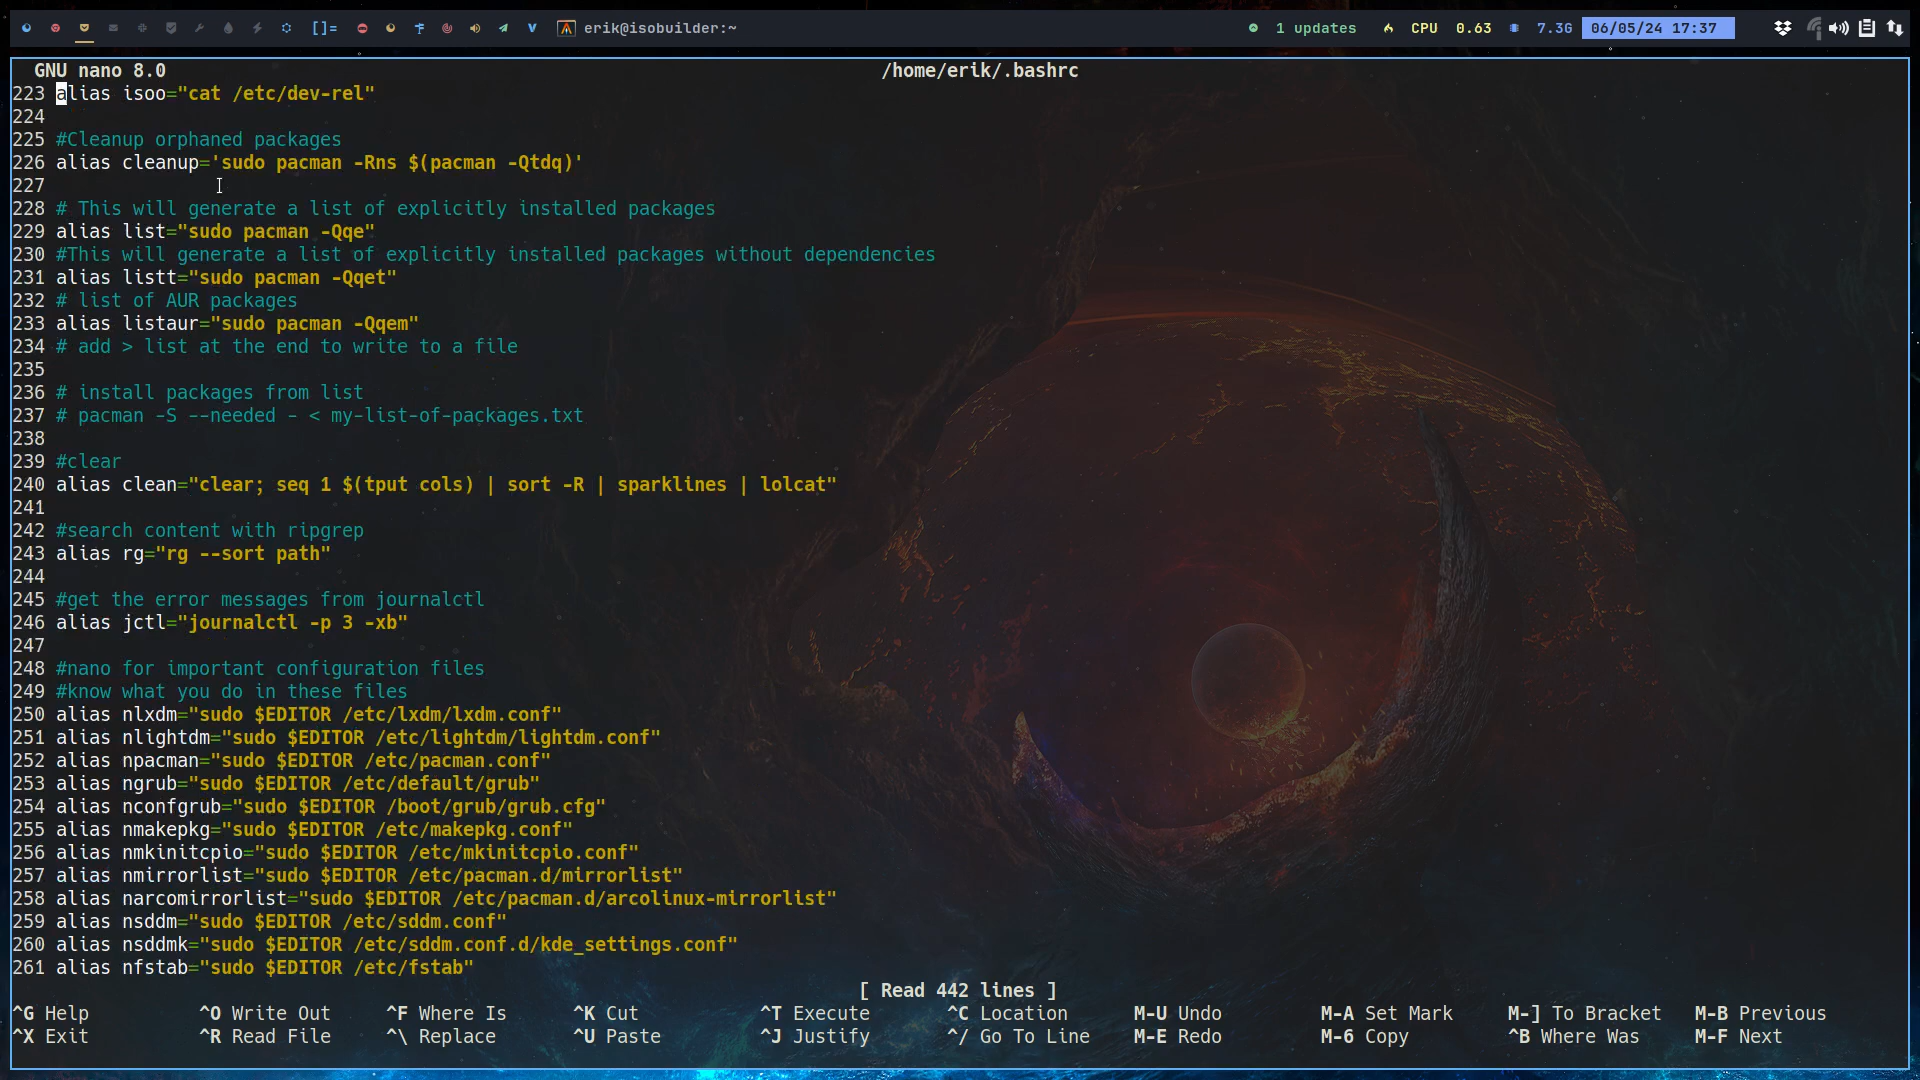 []= erik@isobuilder:~ 1 updates CPU 0.63 7.3G 06/05/24 17:37
GNU nano 8.0 /home/erik/.bashrc
223 alias isoo="cat /etc/dev-rel"
224
225 #Cleanup orphaned packages
226 alias cleanup='sudo pacman -Rns $(pacman -Qtdq)'
227
228 # This will generate a list of explicitly installed packages
229 alias list="sudo pacman -Qqe"
230 #This will generate a list of explicitly installed packages without dependencies
231 alias listt="sudo pacman -Qqet"
232 # list of AUR packages
233 alias listaur="sudo pacman -Qqem"
234 # add > list at the end to write to a file
235
236 # install packages from list
237 # pacman -S --needed - < my-list-of-packages.txt
238
239 #clear
240 alias clean="clear; seq 1 $(tput cols) | sort -R | sparklines | lolcat"
241
242 #search content with ripgrep
243 alias rg="rg --sort path"
244
245 #get the error messages from journalctl
246 alias jctl="journalctl -p 3 -xb"
247
248 #nano for important configuration files
249 #know what you do in these files
250 alias nlxdm="sudo $EDITOR /etc/lxdm/lxdm.conf"
251 alias nlightdm="sudo $EDITOR /etc/lightdm/lightdm.conf"
252 alias npacman="sudo $EDITOR /etc/pacman.conf"
253 alias ngrub="sudo $EDITOR /etc/default/grub"
254 alias nconfgrub="sudo $EDITOR /boot/grub/grub.cfg"
255 alias nmakepkg="sudo $EDITOR /etc/makepkg.conf"
256 alias nmkinitcpio="sudo $EDITOR /etc/mkinitcpio.conf"
257 alias nmirrorlist="sudo $EDITOR /etc/pacman.d/mirrorlist"
258 alias narcomirrorlist="sudo $EDITOR /etc/pacman.d/arcolinux-mirrorlist"
259 alias nsddm="sudo $EDITOR /etc/sddm.conf"
260 alias nsddmk="sudo $EDITOR /etc/sddm.conf.d/kde_settings.conf"
261 alias nfstab="sudo $EDITOR /etc/fstab"
[ Read 442 lines ]
^G Help ^O Write Out ^F Where Is ^K Cut ^T Execute ^C Location M-U Undo M-A Set Mark M-] To Bracket M-B Previous
^X Exit ^R Read File ^\ Replace ^U Paste ^J Justify ^/ Go To Line M-E Redo M-6 Copy ^B Where Was M-F Next